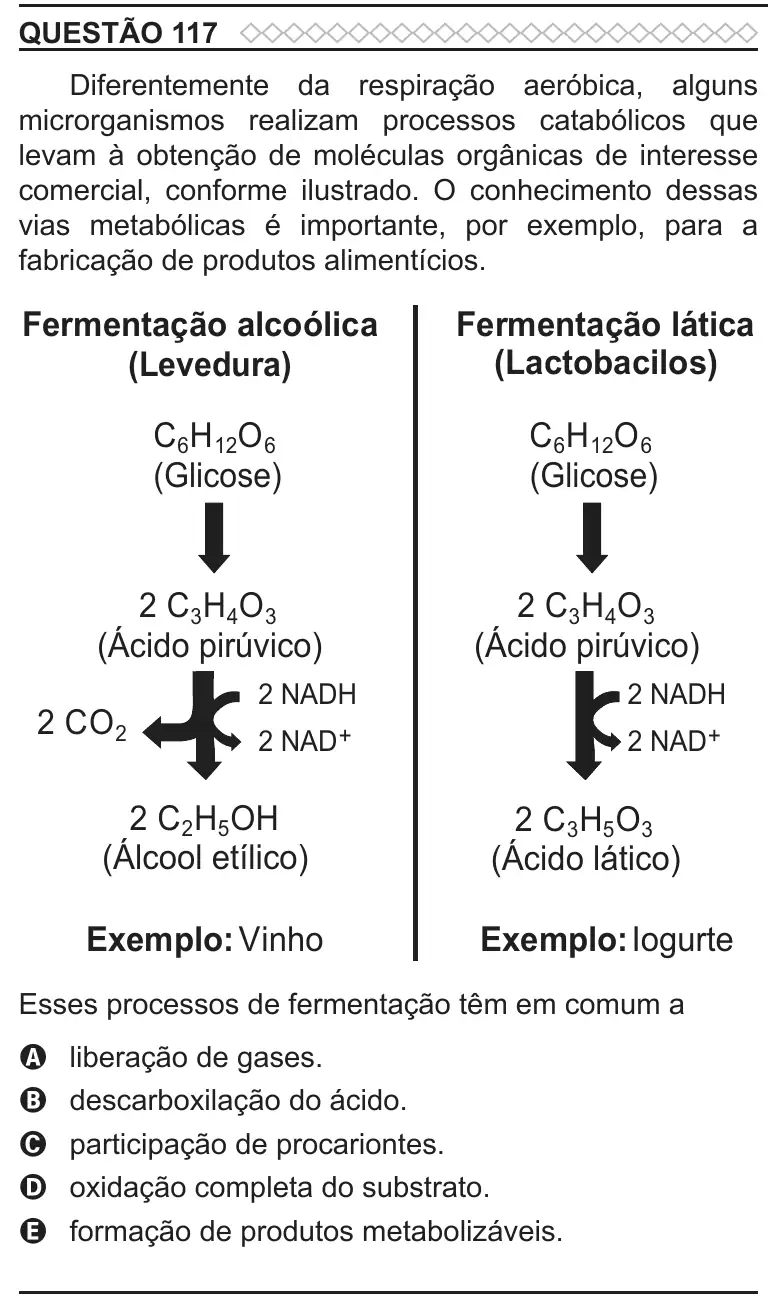 QUESTÃO 117
Diferentemente da respiração aeróbica, alguns
microrganismos realizam processos catabólicos que
levam à obtenção de moléculas orgânicas de interesse
comercial, conforme ilustrado. O conhecimento dessas
vias metabólicas é importante, por exemplo, para a
fabricação de produtos alimentícios.
Fermentação alcoólica
(Levedura)
C₆H₁₂O₆
(Glicose)
2 C₃H₄O₃
(Ácido pirúvico)
2 NADH
2 CO₂
2 NAD⁺
2 C₂H₅OH
(Álcool etílico)
Exemplo: Vinho
Fermentação lática
(Lactobacilos)
C₆H₁₂O₆
(Glicose)
2 C₃H₄O₃
(Ácido pirúvico)
2 NADH
2 NAD⁺
2 C₃H₅O₃
(Ácido lático)
Exemplo: Iogurte
Esses processos de fermentação têm em comum a
A liberação de gases.
B descarboxilação do ácido.
C participação de procariontes.
D oxidação completa do substrato.
E formação de produtos metabolizáveis.